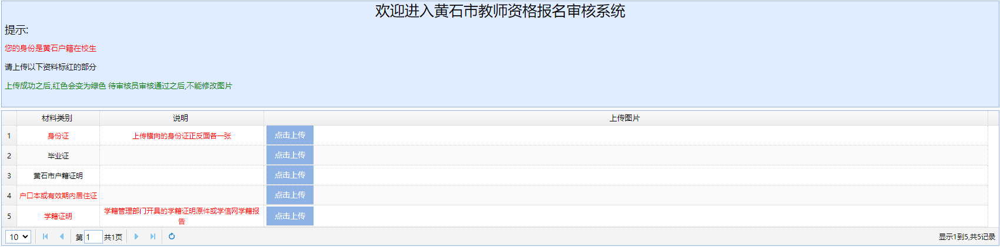 欢迎进入黄石市教师资格报名审核系统
提示:
您的身份是黄石户籍在校生
请上传以下资料标红的部分
上传成功之后,红色会变为绿色 待审核员审核通过之后,不能修改图片
材料类别 说明 上传图片
1 身份证 上传横向的身份证正反面各一张 点击上传
2 毕业证 点击上传
3 黄石市户籍证明 点击上传
4 户口本或有效期内居住证 点击上传
5 学籍证明 学籍管理部门开具的学籍证明原件或学信网学籍报
告 点击上传
10 第 1 共1页 显示1到5,共5记录